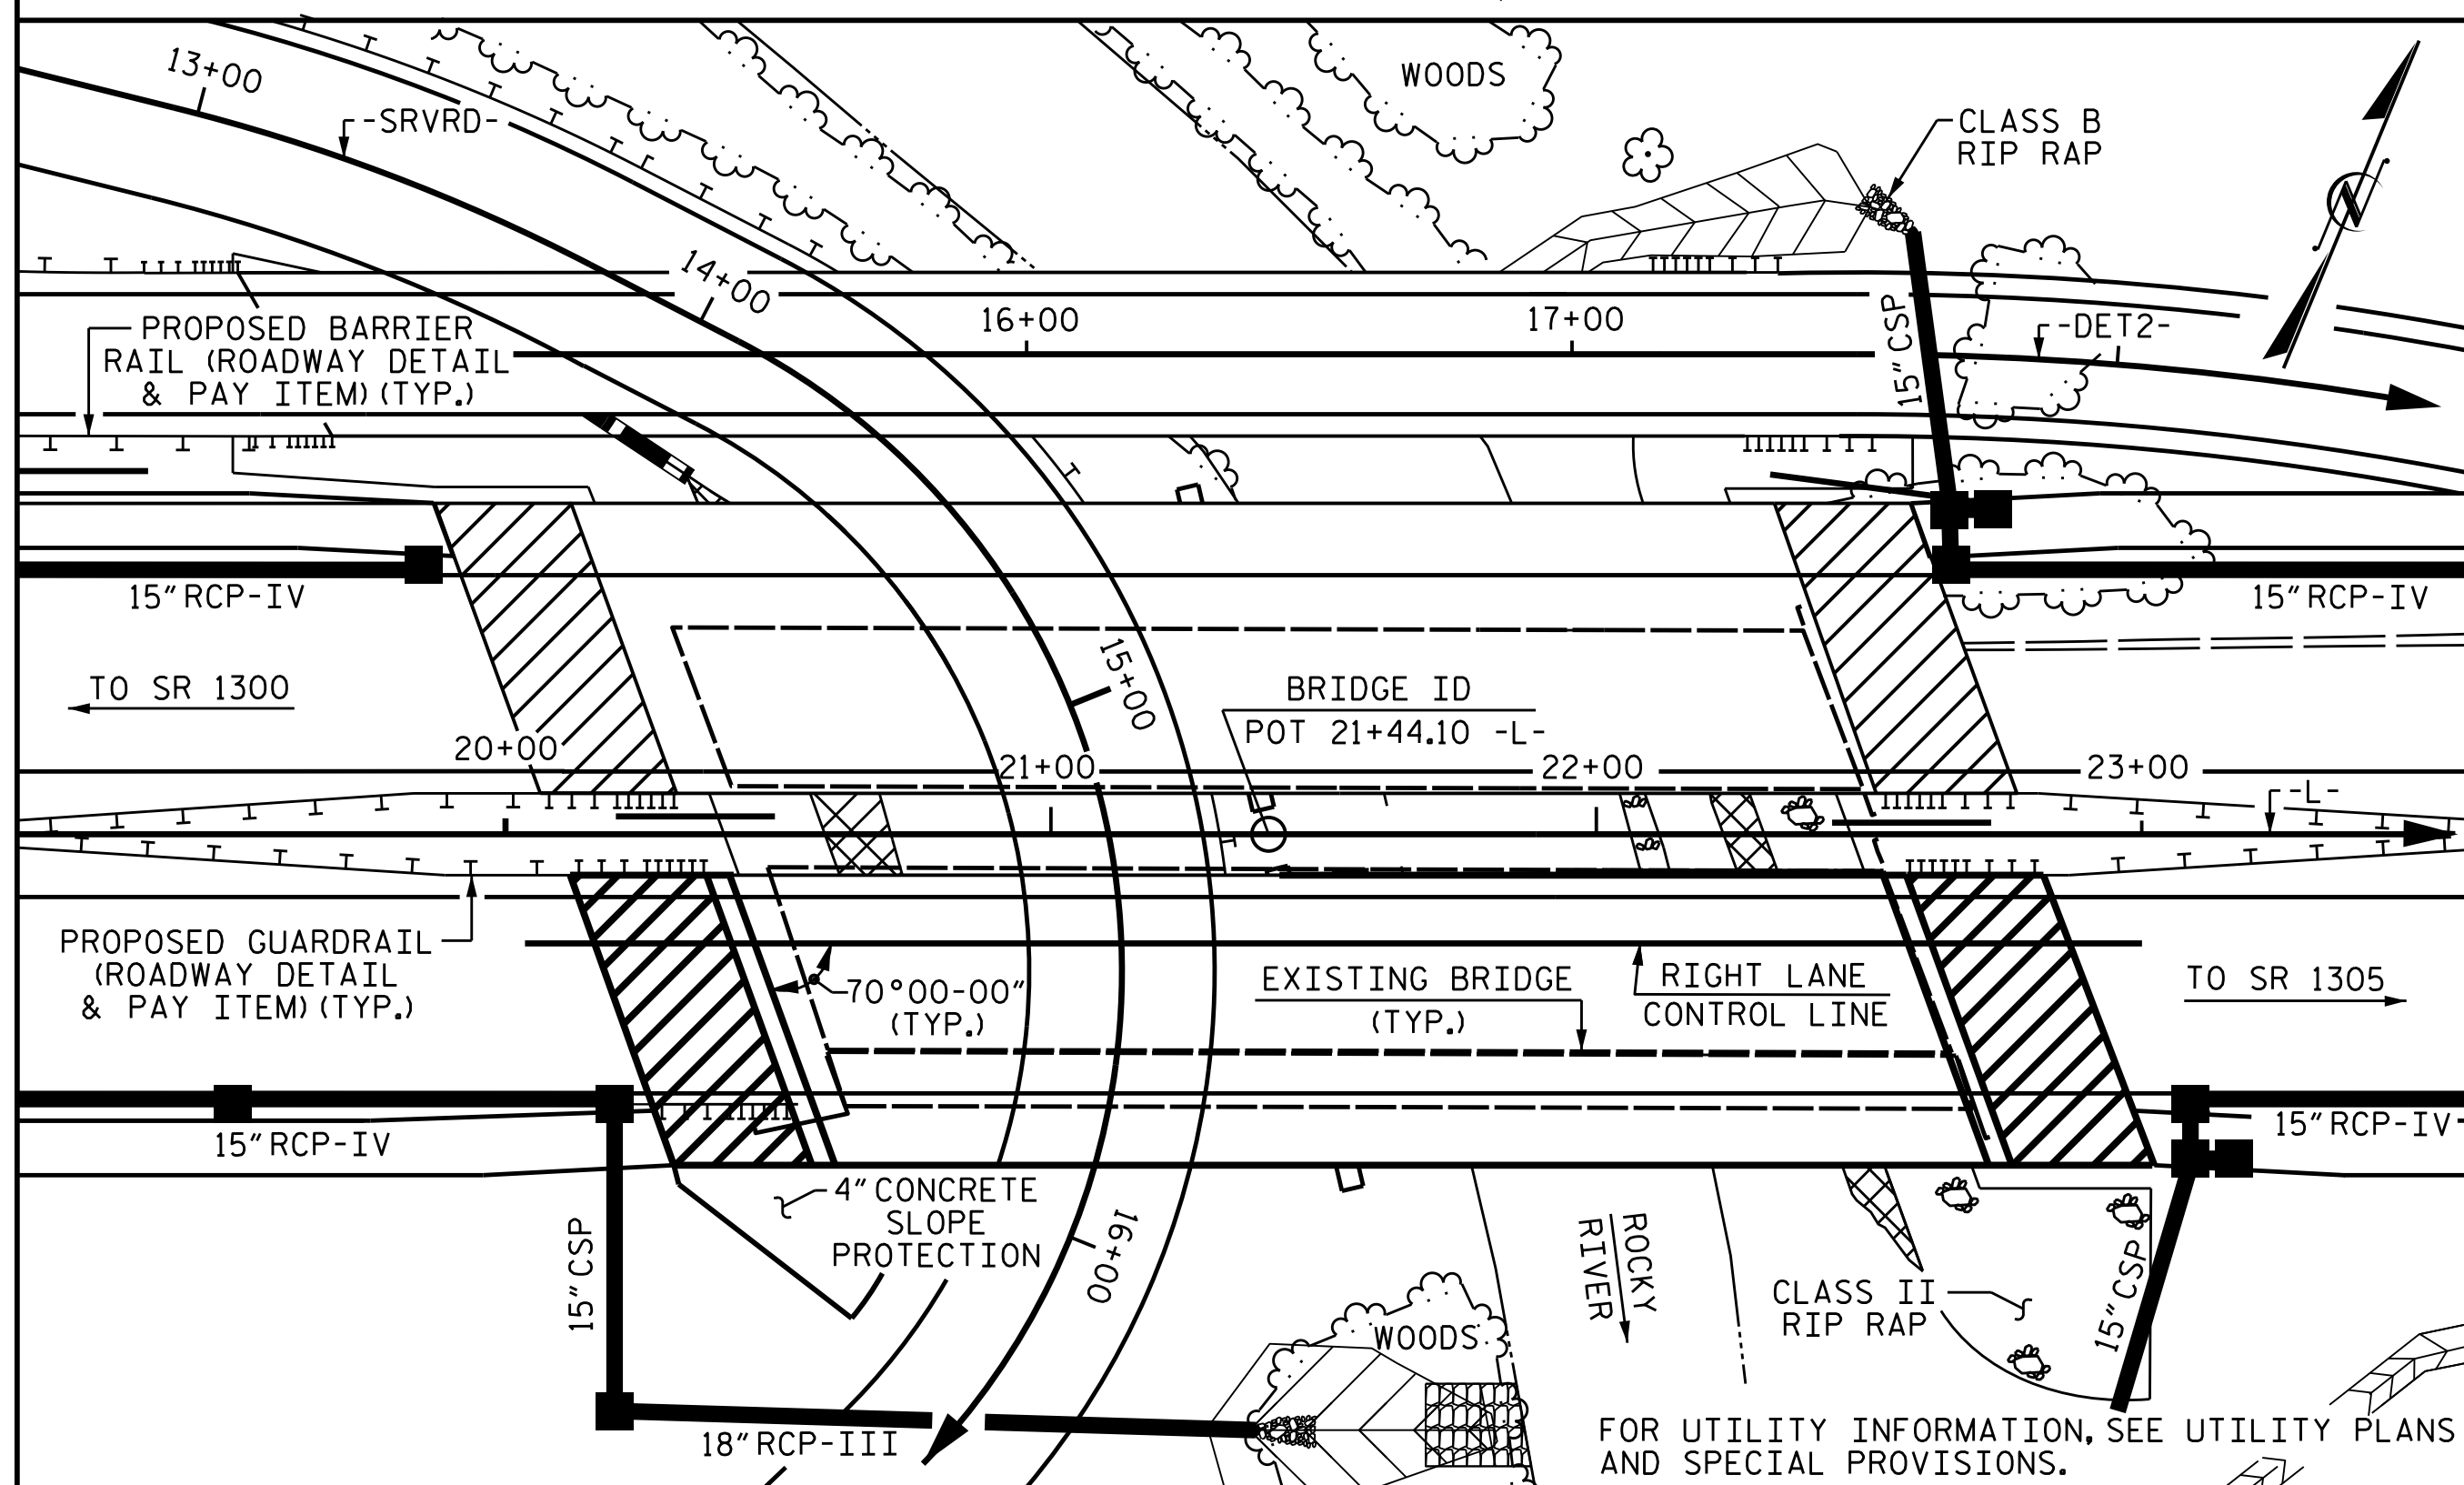 13+00
-SRVRD-
WOODS
CLASS B
RIP RAP
N
14+00
16+00
17+00
15" CSP
-DET2-
PROPOSED BARRIER
RAIL (ROADWAY DETAIL
& PAY ITEM) (TYP.)
15" RCP-IV
15" RCP-IV
TO SR 1300
15+00
BRIDGE ID
POT 21+44.10 -L-
20+00
21+00
22+00
23+00
-L-
PROPOSED GUARDRAIL
(ROADWAY DETAIL
& PAY ITEM) (TYP.)
70°00-00"
(TYP.)
EXISTING BRIDGE
(TYP.)
RIGHT LANE
CONTROL LINE
TO SR 1305
15" RCP-IV
15" RCP-IV
4" CONCRETE
SLOPE
PROTECTION
15" CSP
16+00
ROCKY
RIVER
CLASS II
RIP RAP
15" CSP
WOODS
18" RCP-III
FOR UTILITY INFORMATION, SEE UTILITY PLANS
AND SPECIAL PROVISIONS.